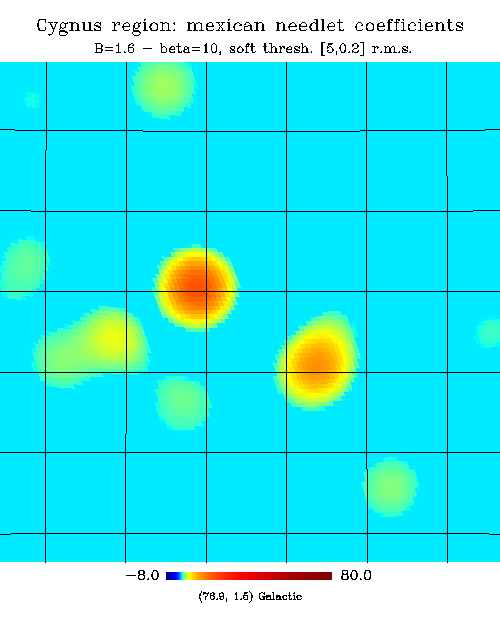 Cygnus region: mexican needlet coefficients
B=1.6 − beta=10, soft thresh. [5,0.2] r.m.s.
−8.0 80.0
(76.9, 1.5) Galactic